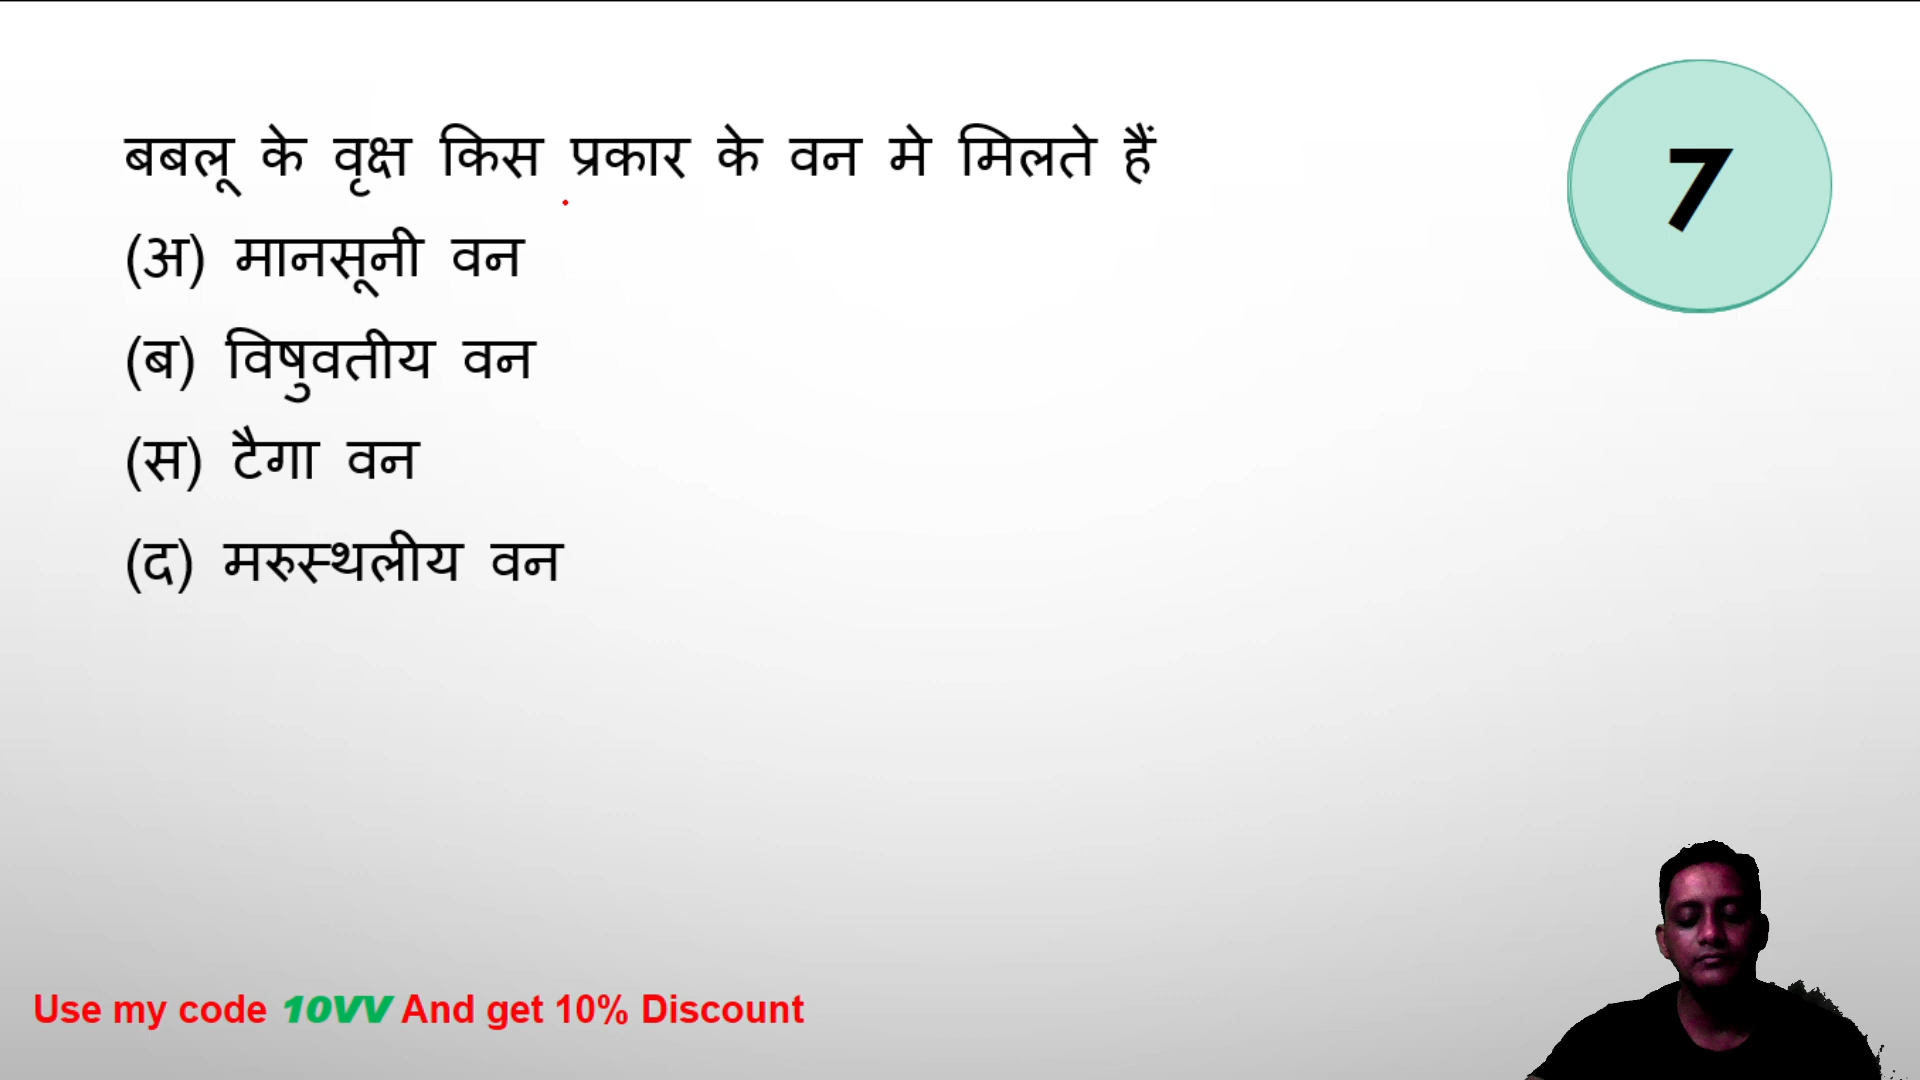 बबलू के वृक्ष किस प्रकार के वन मे मिलते हैं
7
(अ) मानसूनी वन
(ब) विषुवतीय वन
(स) टैगा वन
(द) मरुस्थलीय वन
Use my code 10VV And get 10% Discount